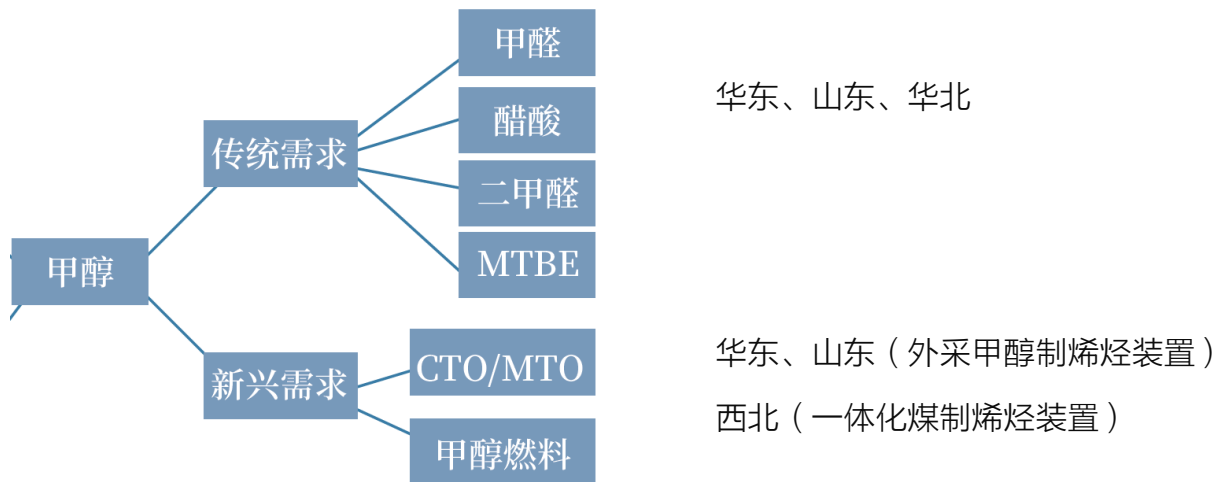 甲醛
华东、山东、华北
醋酸
传统需求
二甲醛
MTBE
甲醇
CTO/MTO
华东、山东（外采甲醇制烯烃装置）
新兴需求
西北（一体化煤制烯烃装置）
甲醇燃料